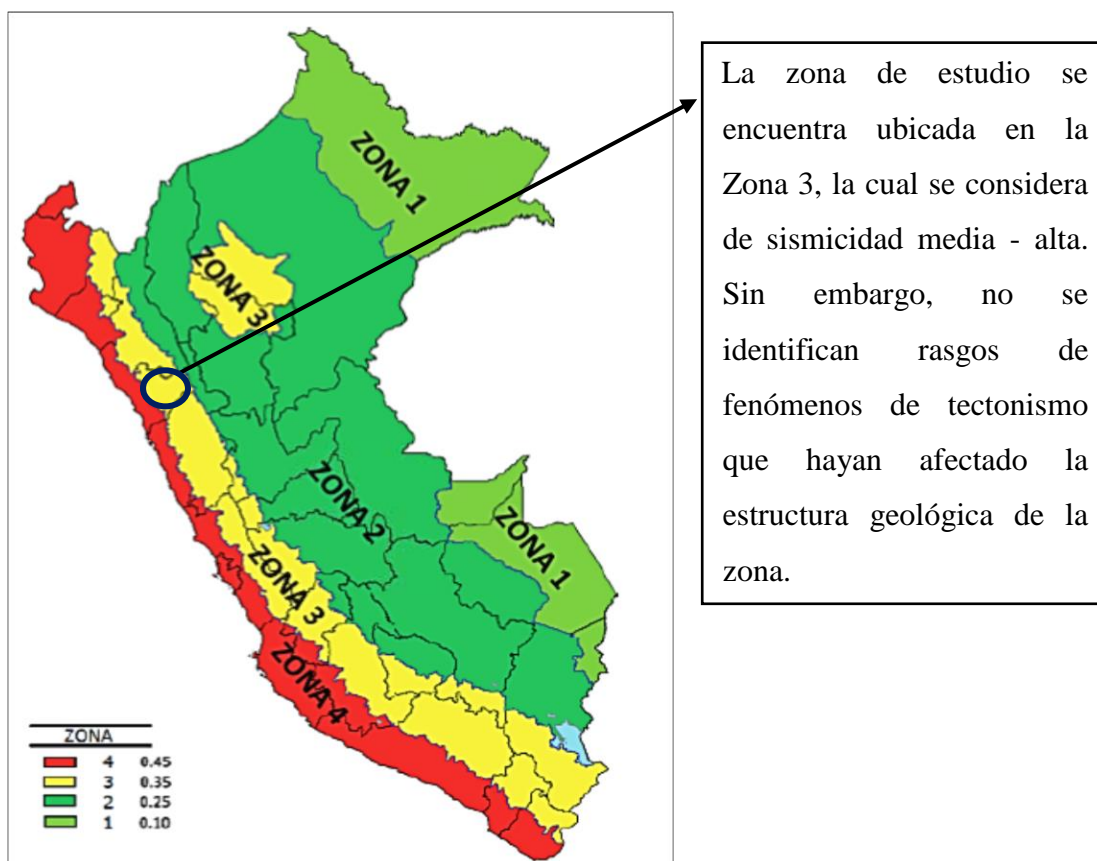 ZONA 1
ZONA 3
ZONA 2
ZONA 1
ZONA 3
ZONA 4
ZONA
4 0.45
3 0.35
2 0.25
1 0.10
La zona de estudio se
encuentra ubicada en la
Zona 3, la cual se considera
de sismicidad media - alta.
Sin embargo, no se
identifican rasgos de
fenómenos de tectonismo
que hayan afectado la
estructura geológica de la
zona.